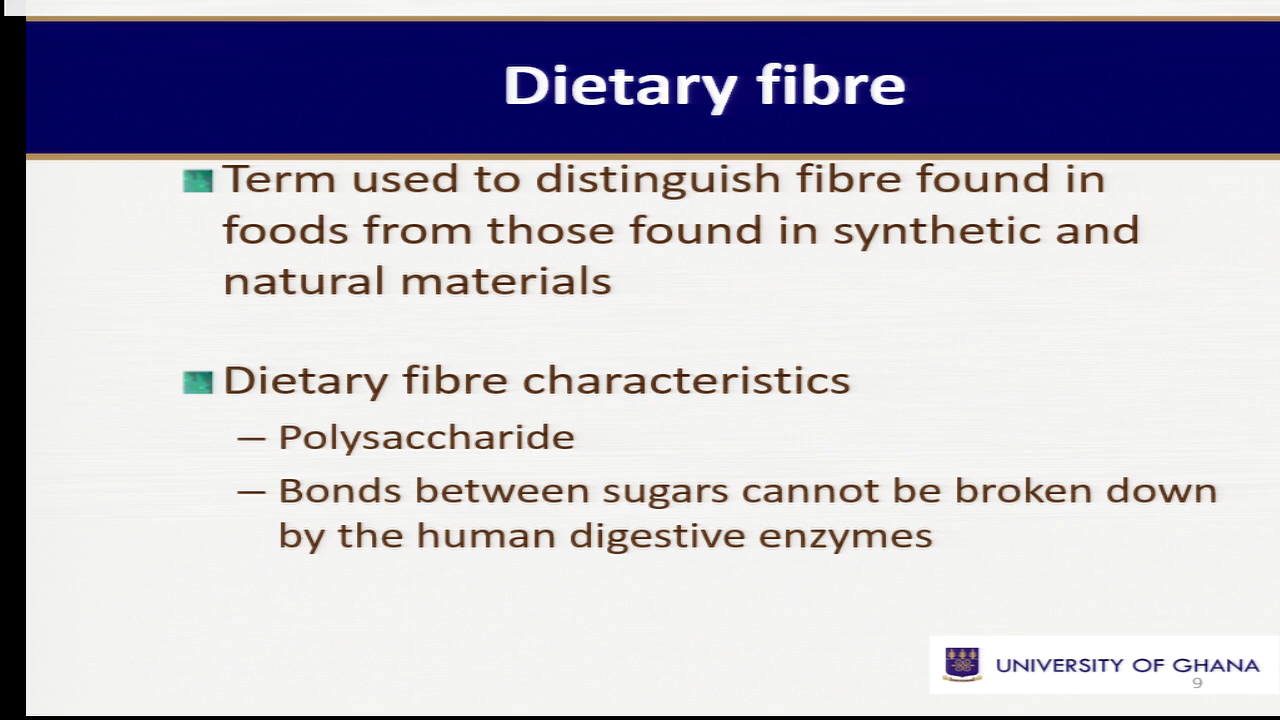 Dietary fibre
Term used to distinguish fibre found in
foods from those found in synthetic and
natural materials
Dietary fibre characteristics
– Polysaccharide
– Bonds between sugars cannot be broken down
by the human digestive enzymes
UNIVERSITY OF GHANA
9